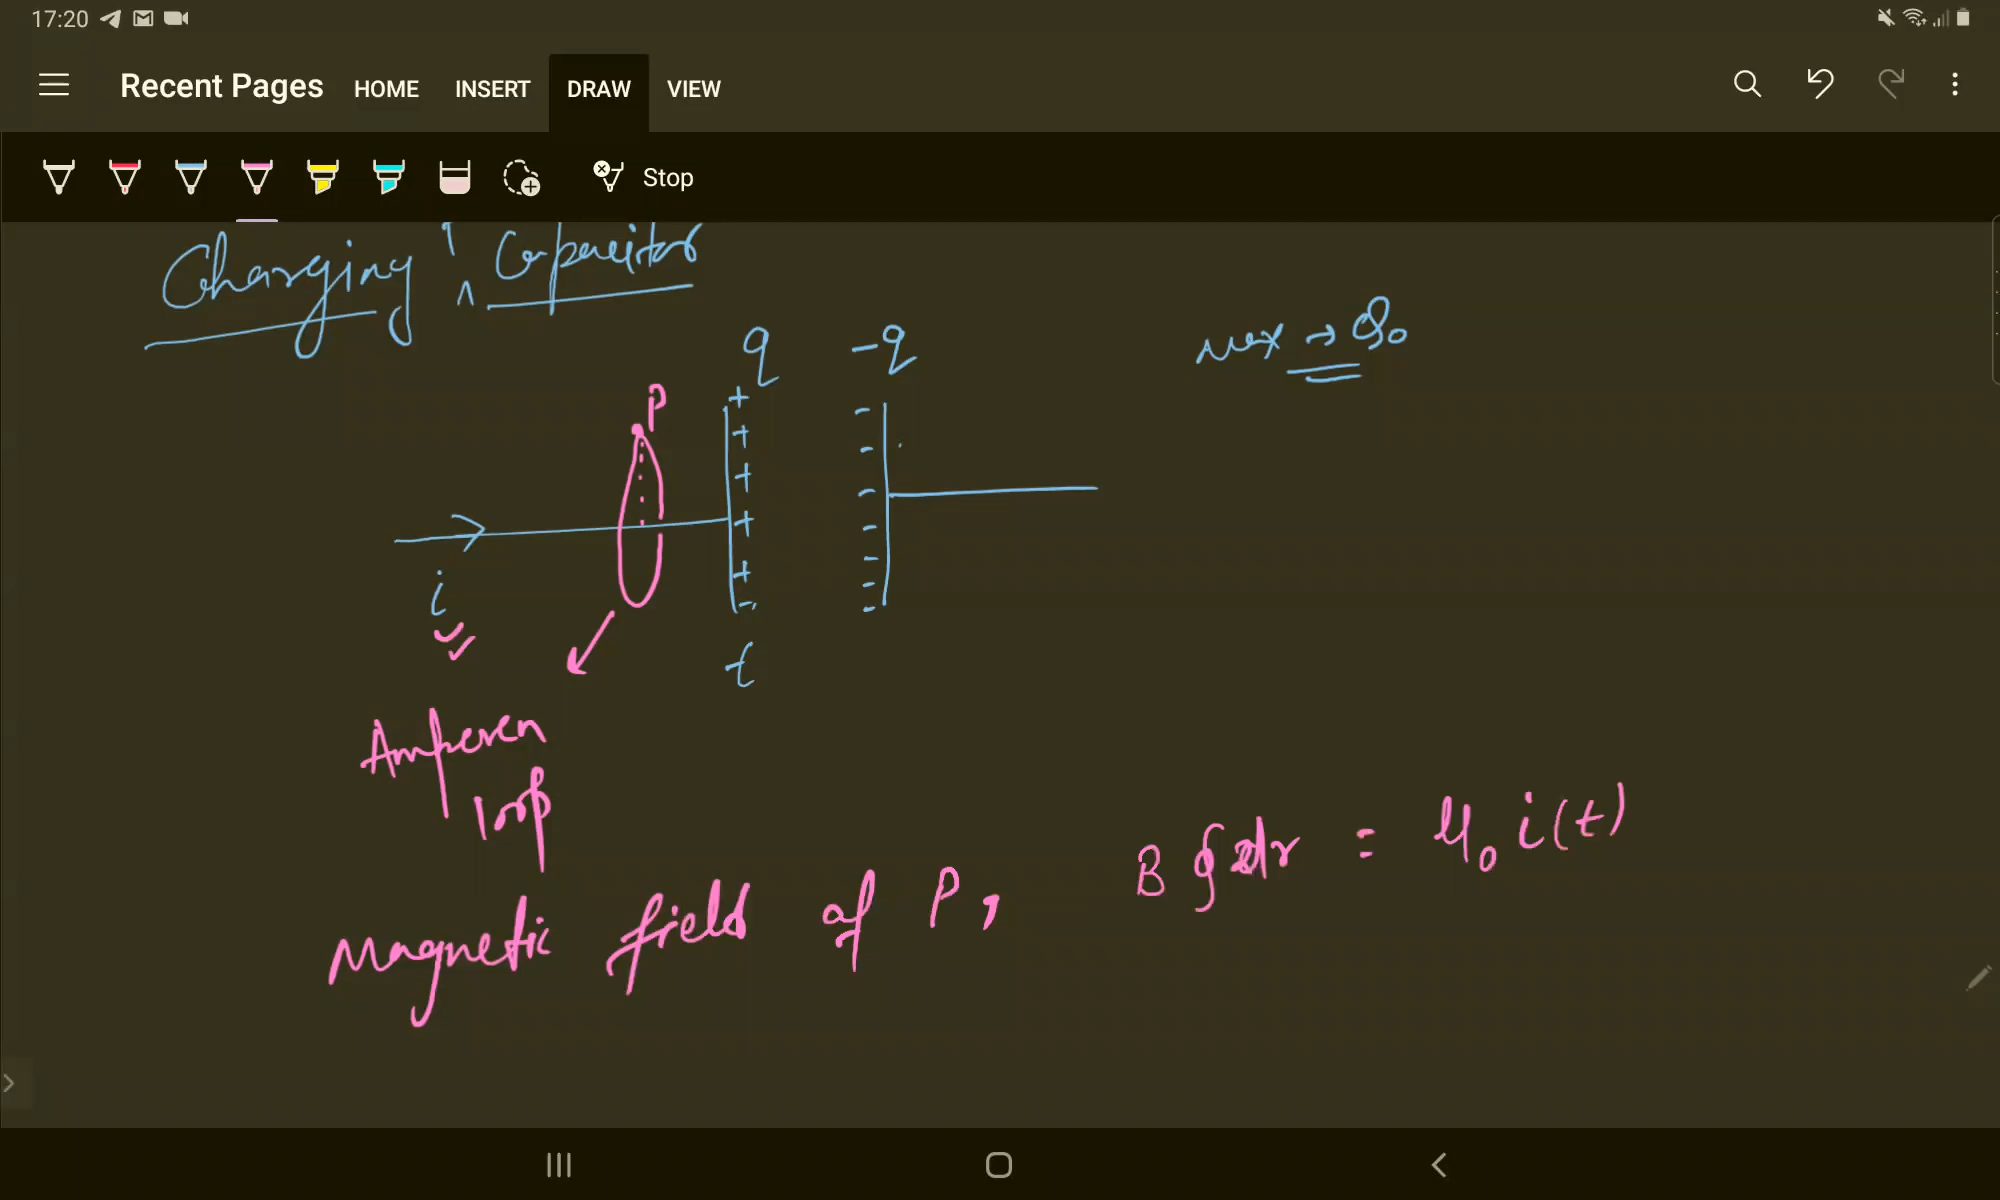 17:20
Recent Pages HOME INSERT DRAW VIEW
Stop
Charging Capacitor
q -q
max → Q₀
P
i
t
Amperen
loop
B ∮ dr = μ₀ i(t)
Magnetic field of P,